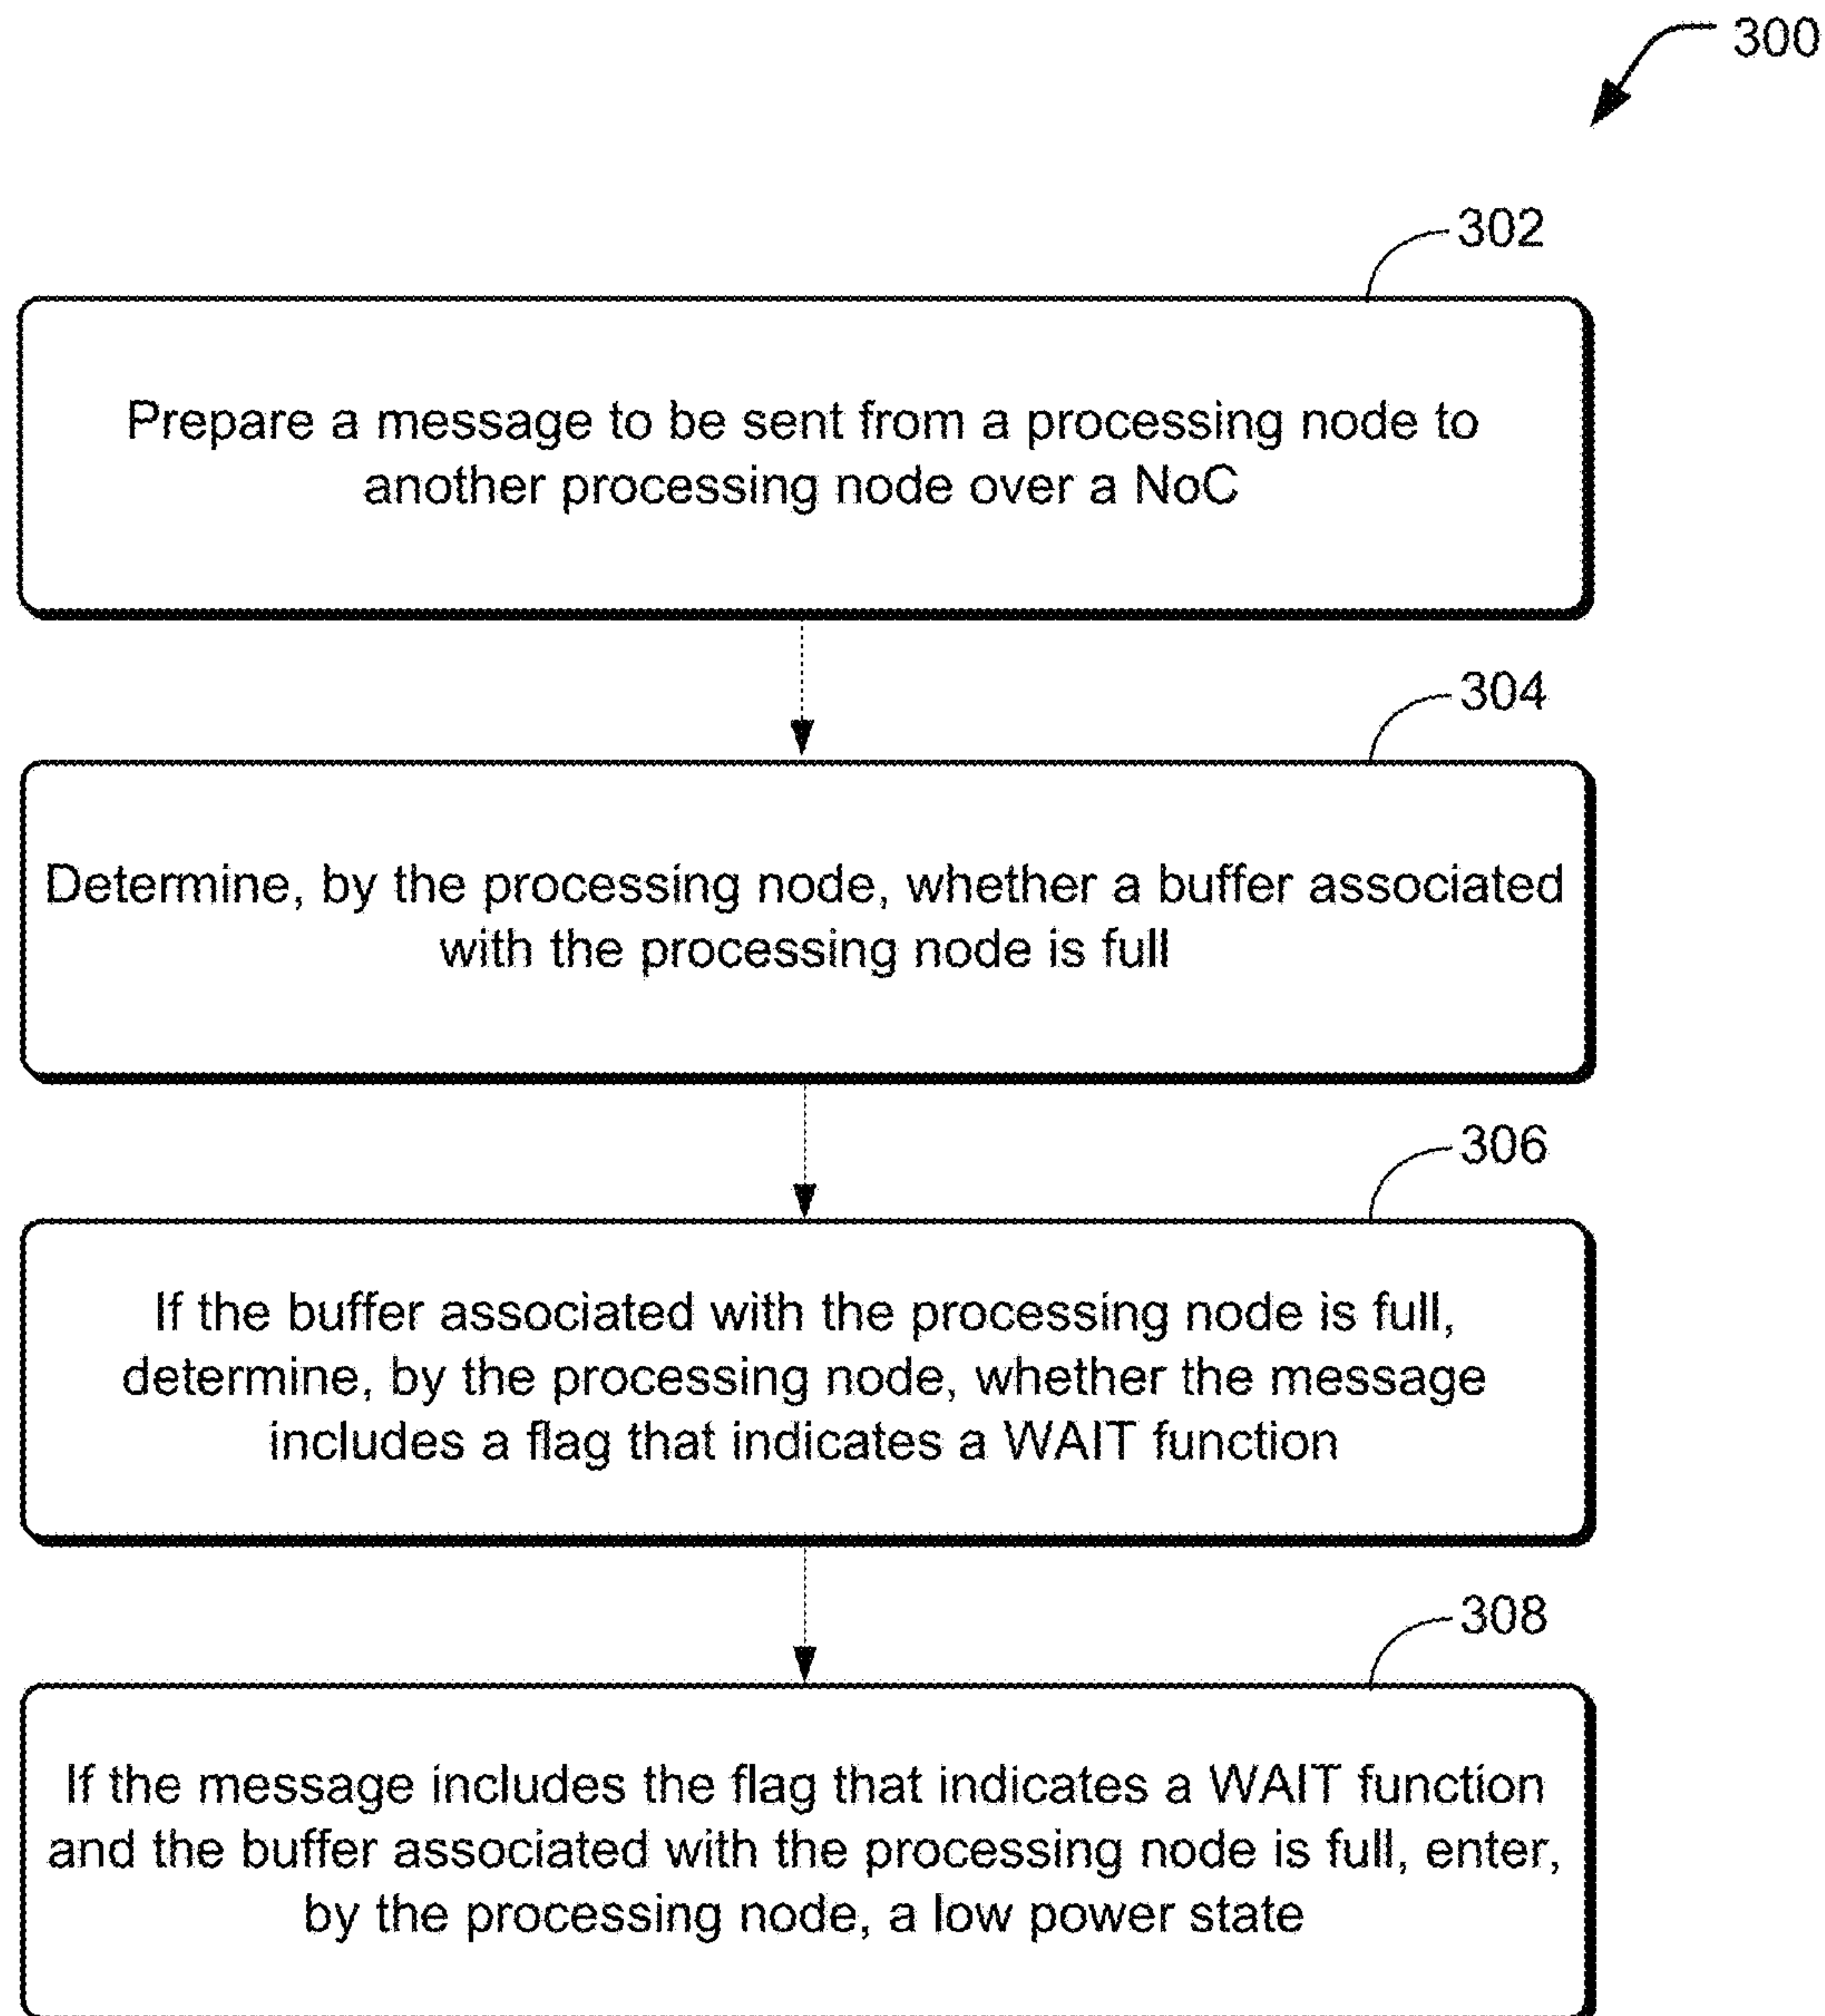 300
302
Prepare a message to be sent from a processing node to
another processing node over a NoC
304
Determine, by the processing node, whether a buffer associated
with the processing node is full
306
If the buffer associated with the processing node is full,
determine, by the processing node, whether the message
includes a flag that indicates a WAIT function
308
If the message includes the flag that indicates a WAIT function
and the buffer associated with the processing node is full, enter,
by the processing node, a low power state